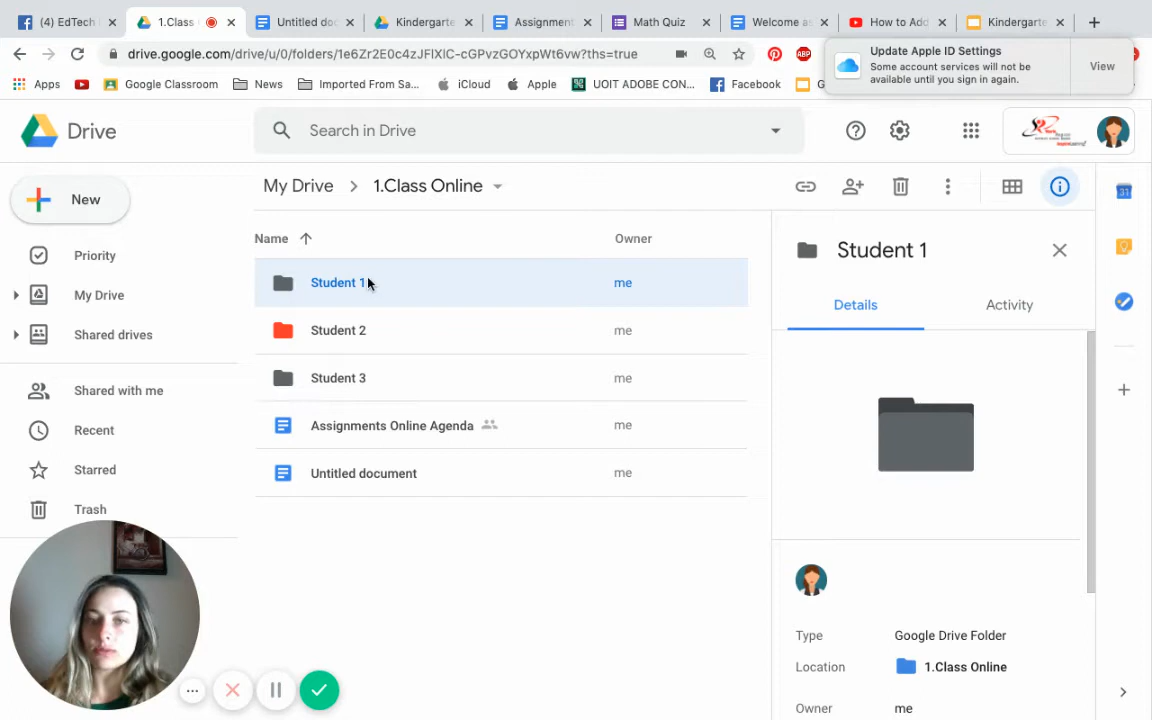 (4) EdTech
1.Class
Untitled doc
Kindergarte
Assignment
Math Quiz
Welcome a
How to Add
Kindergarte
drive.google.com/drive/u/0/folders/1e6Zr2E0c4zJFIXlC-cGPvzGOYxpWt6vw?ths=true
ABP
Update Apple ID Settings
Some account services will not be
available until you sign in again.
View
Apps
Google Classroom
News
Imported From Sa...
iCloud
Apple
UOIT ADOBE CON...
Facebook
G
Drive
Search in Drive
New
My Drive
1.Class Online
Priority
My Drive
Shared drives
Shared with me
Recent
Starred
Trash
Name
Owner
Student 1
me
Student 2
me
Student 3
me
Assignments Online Agenda
me
Untitled document
me
Student 1
Details
Activity
Type
Google Drive Folder
Location
1.Class Online
Owner
me
31